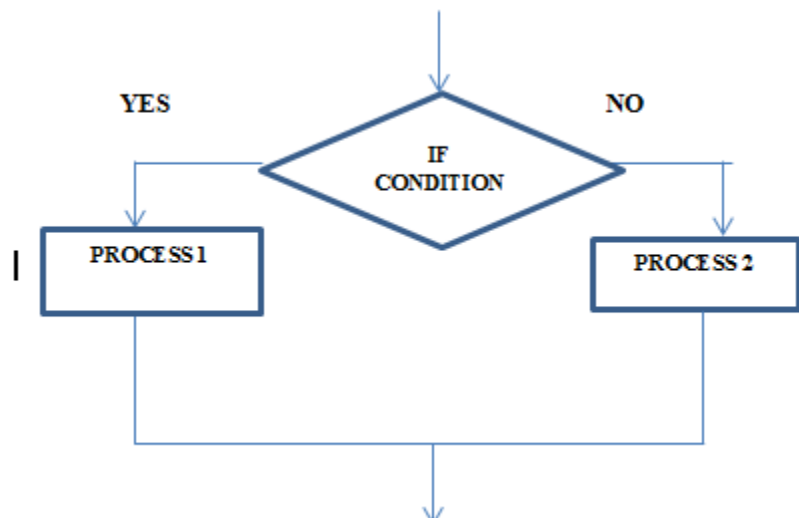 YES
NO
IF
CONDITION
PROCESS 1
PROCESS 2